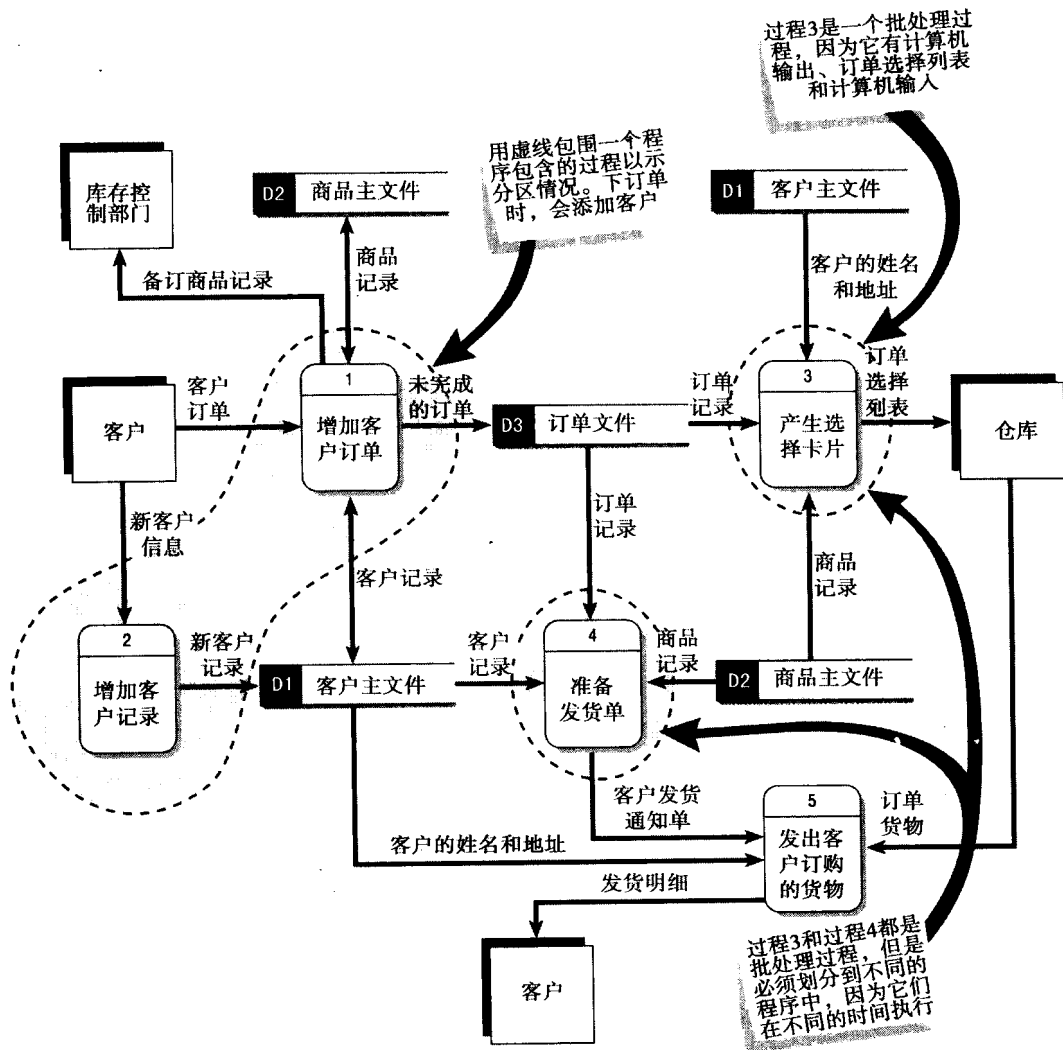 过程3是一个批处理过
程，因为它有计算机
输出、订单选择列表
和计算机输入
用虚线包围一个程
序包含的过程以示
分区情况。下订单
时，会添加客户
库存控
制部门
D2 商品主文件
D1 客户主文件
备订商品记录
商品
记录
客户的姓名
和地址
客户
客户
订单
1
增加客
户订单
未完成
的订单
D3 订单文件
订单
记录
3
产生选
择卡片
订单
选择
列表
仓库
新客户
信息
客户记录
订单
记录
商品
记录
2
增加客
户记录
新客户
记录
D1 客户主文件
客户
记录
4
准备
发货单
商品
记录
D2 商品主文件
客户发货
通知单
客户的姓名和地址
5
发出客
户订购
的货物
订单
货物
发货明细
客户
过程3和过程4都是
批处理过程，但是
必须划分到不同的
程序中，因为它们
在不同的时间执行